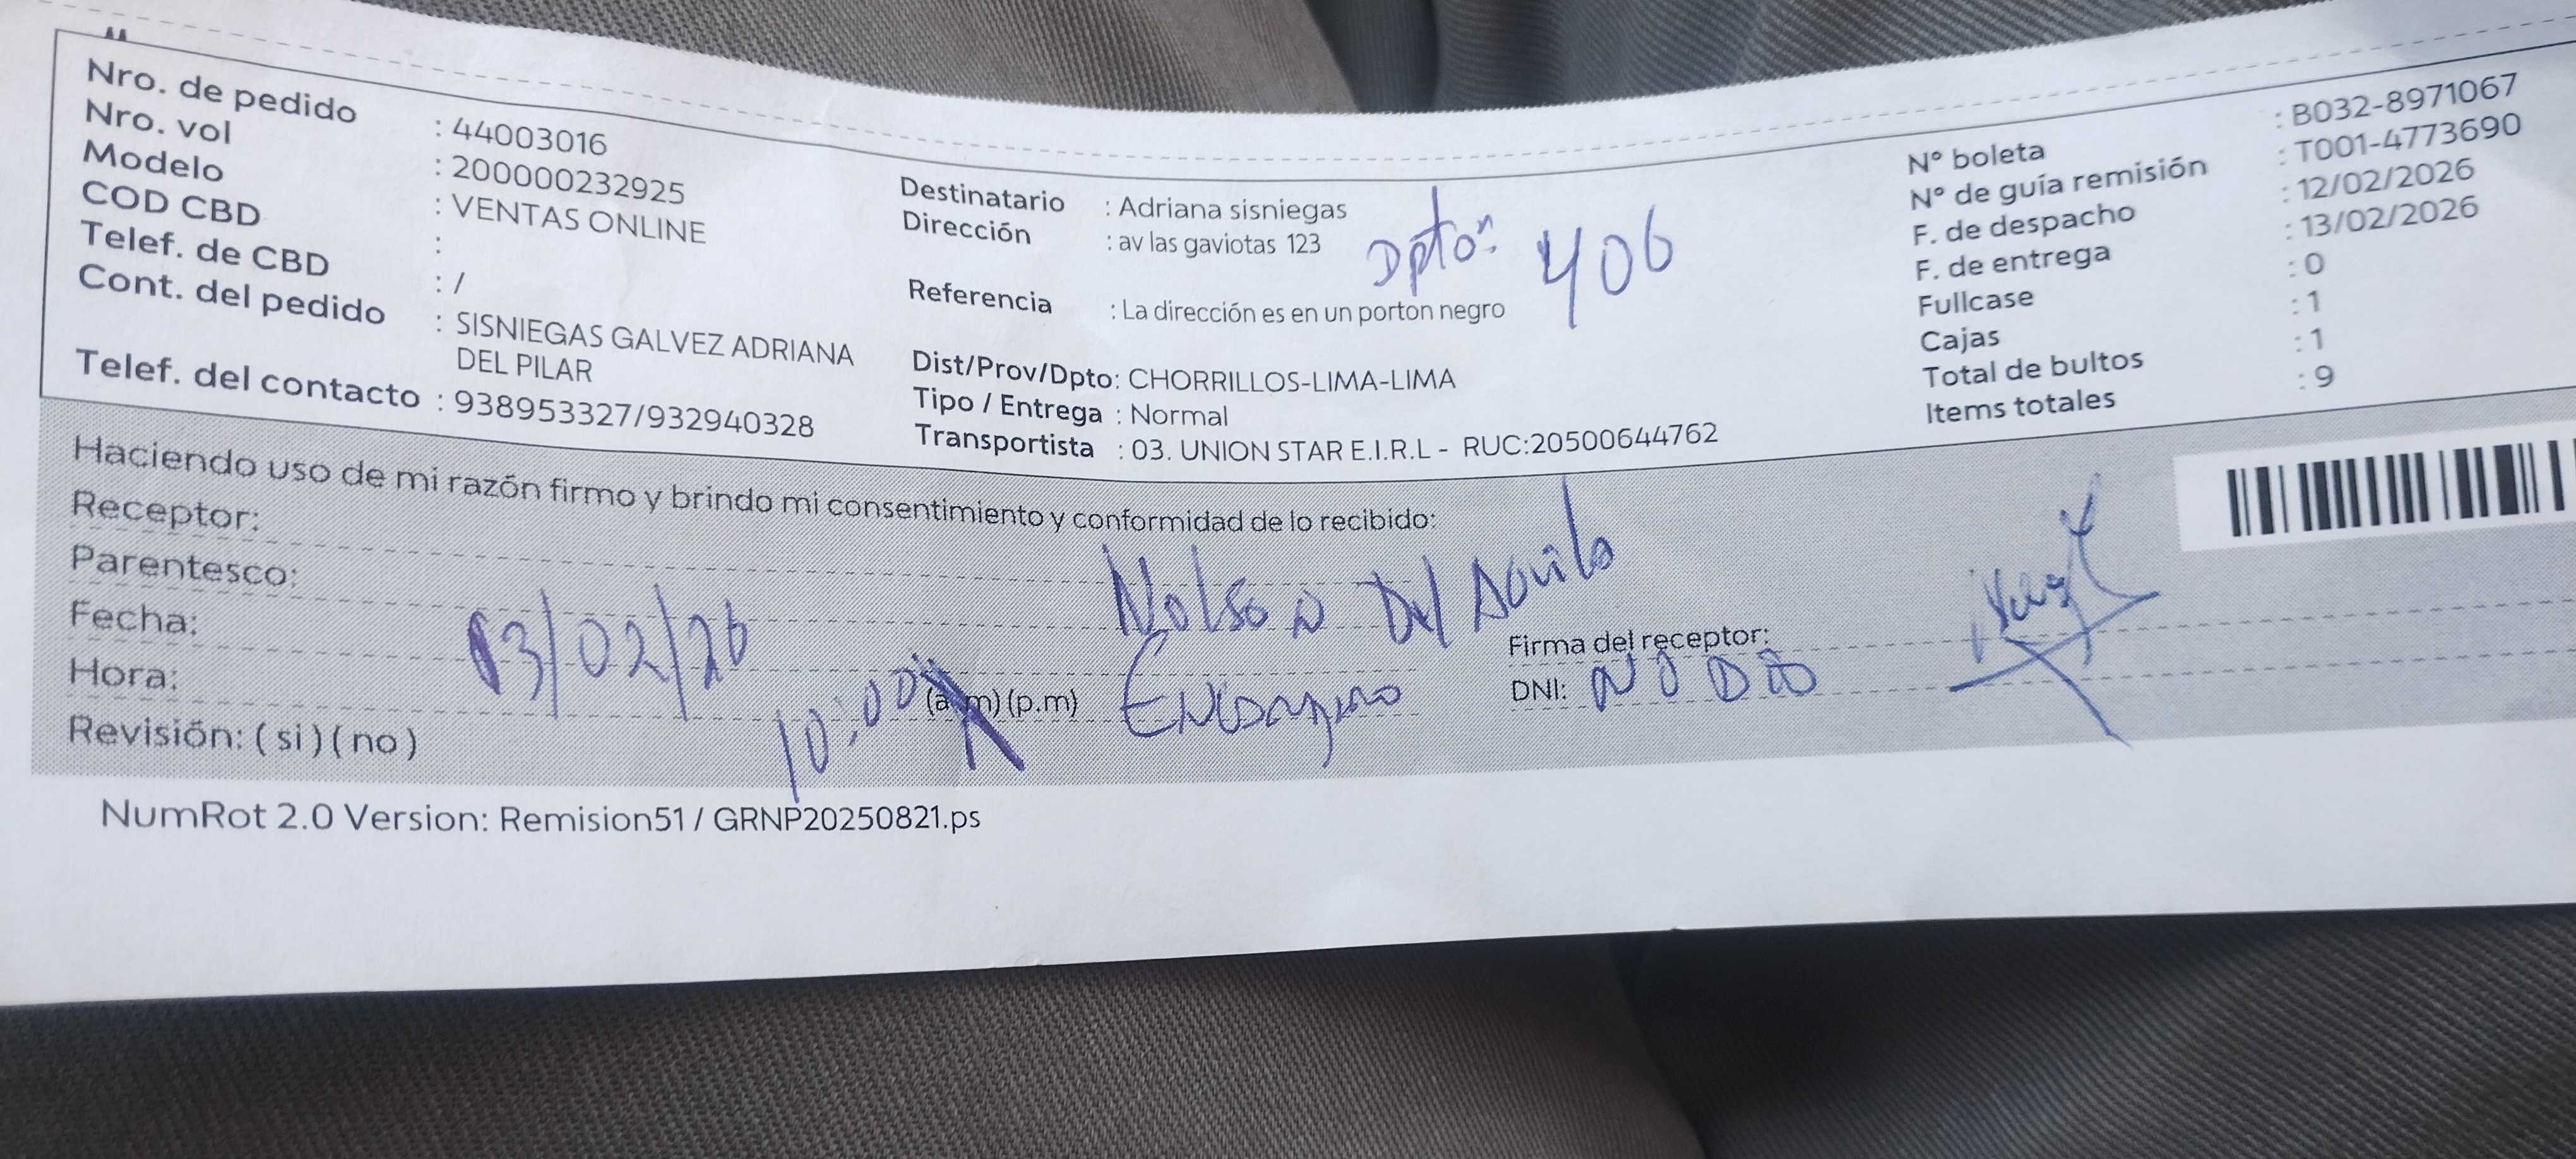 Nro. de pedido : 44003016
Nro. vol : 200000232925
Modelo : VENTAS ONLINE
COD CBD :
Telef. de CBD : /
Cont. del pedido : SISNIEGAS GALVEZ ADRIANA
DEL PILAR
Telef. del contacto : 938953327/932940328
Destinatario : Adriana sisniegas
Dirección : av las gaviotas 123
Dpto: 406
Referencia : La dirección es en un porton negro
Dist/Prov/Dpto: CHORRILLOS-LIMA-LIMA
Tipo / Entrega : Normal
Transportista : 03. UNION STAR E.I.R.L - RUC:20500644762
N° boleta : B032-8971067
N° de guía remisión : T001-4773690
F. de despacho : 12/02/2026
F. de entrega : 13/02/2026
Fullcase : 0
Cajas : 1
Total de bultos : 1
Items totales : 9
Haciendo uso de mi razón firmo y brindo mi consentimiento y conformidad de lo recibido:
Receptor: Del Aguila
Parentesco:
Fecha: 13/02/26
Hora: 10:00 (a.m) (p.m)
Revisión: ( si ) ( no )
Firma del receptor:
DNI: NO DIO
NumRot 2.0 Version: Remision51 / GRNP20250821.ps